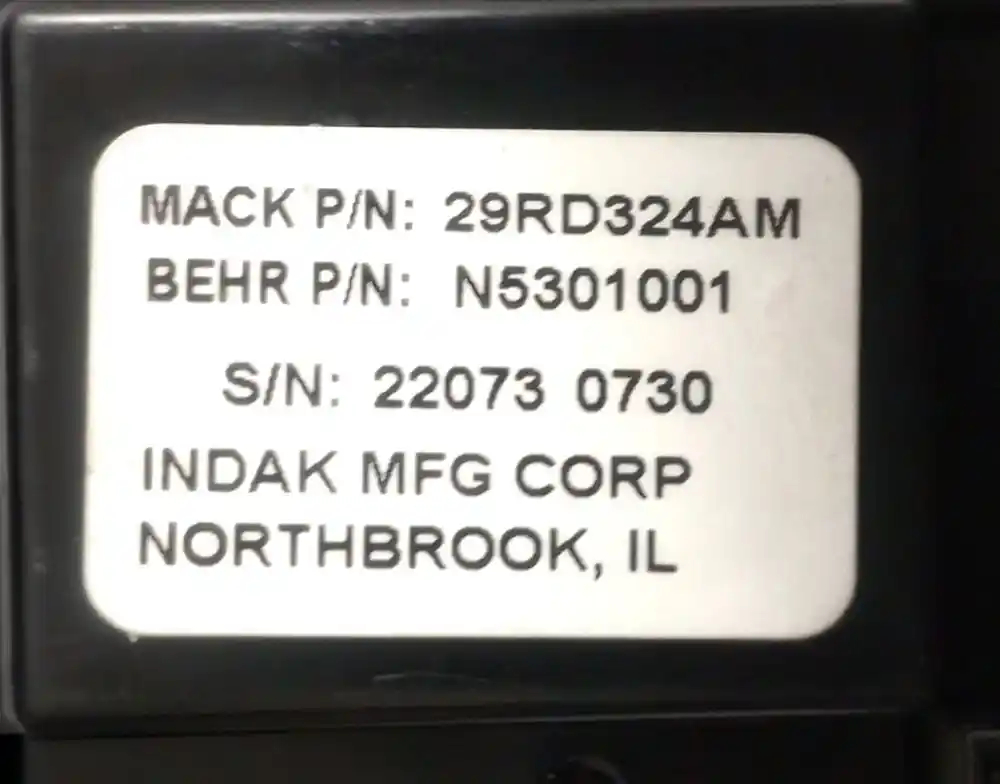 MACK P/N: 29RD324AM
BEHR P/N: N5301001
S/N: 22073 0730
INDAK MFG CORP
NORTHBROOK, IL